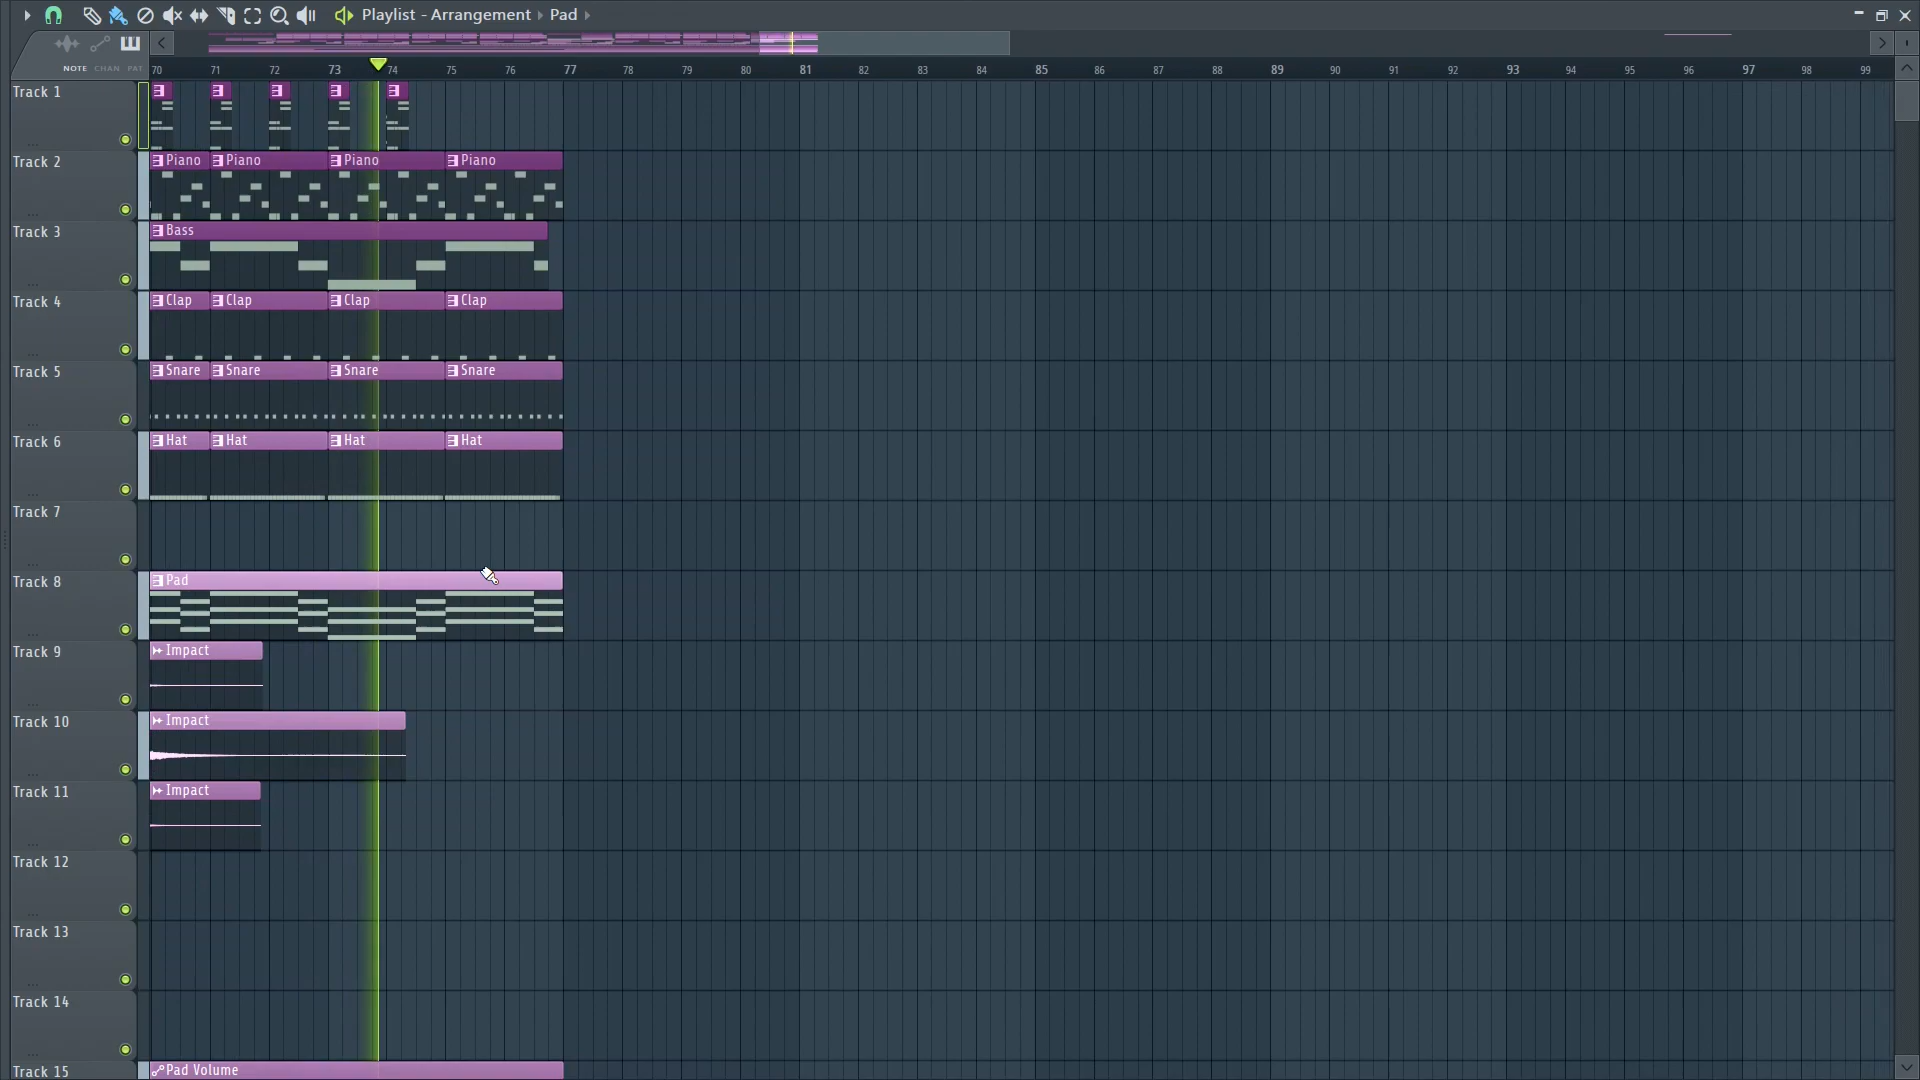 Playlist - Arrangement Pad
NOTE CHAN PAT
70 71 72 73 74 75 76 77 78 79 80 81 82 83 84 85 86 87 88 89 90 91 92 93 94 95 96 97 98 99
Track 1
Track 2 Piano Piano Piano Piano
Track 3 Bass
Track 4 Clap Clap Clap Clap
Track 5 Snare Snare Snare Snare
Track 6 Hat Hat Hat Hat
Track 7
Track 8 Pad
Track 9 Impact
Track 10 Impact
Track 11 Impact
Track 12
Track 13
Track 14
Track 15 Pad Volume